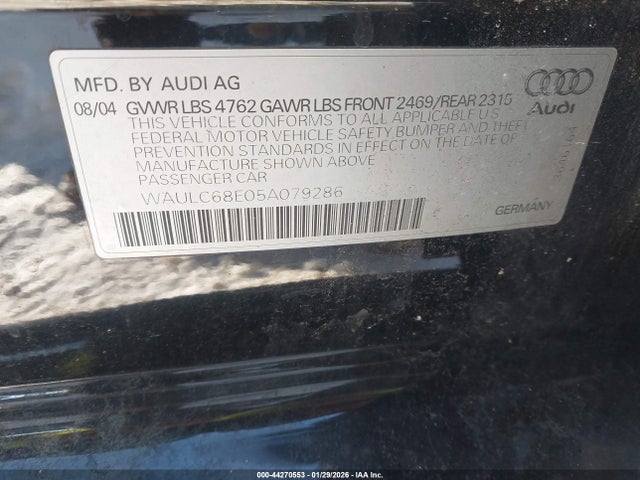 MFD. BY AUDI AG
08/04 GVWR LBS 4762 GAWR LBS FRONT 2469/REAR 2315
THIS VEHICLE CONFORMS TO ALL APPLICABLE U S
FEDERAL MOTOR VEHICLE SAFETY BUMPER AND THEFT
PREVENTION STANDARDS IN EFFECT ON THE DATE OF
MANUFACTURE SHOWN ABOVE
PASSENGER CAR
WAULC68E05A079286
Audi
GERMANY
000-44270553 - 01/29/2026 - IAA Inc.